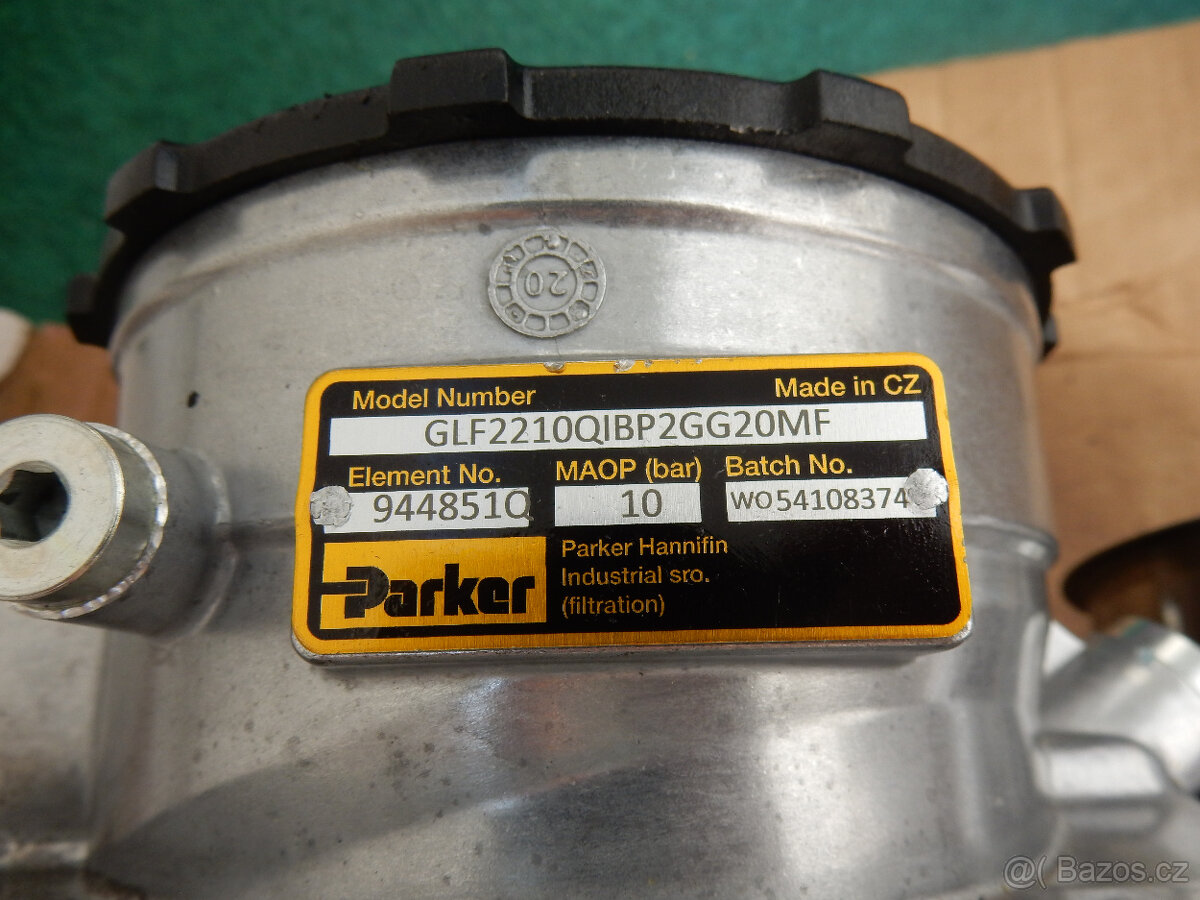 20
Model Number
Made in CZ
GLF2210QIBP2GG20MF
Element No. MAOP (bar) Batch No.
944851Q 10 WO54108374
Parker
Parker Hannifin
Industrial sro.
(filtration)
@( Bazos.cz